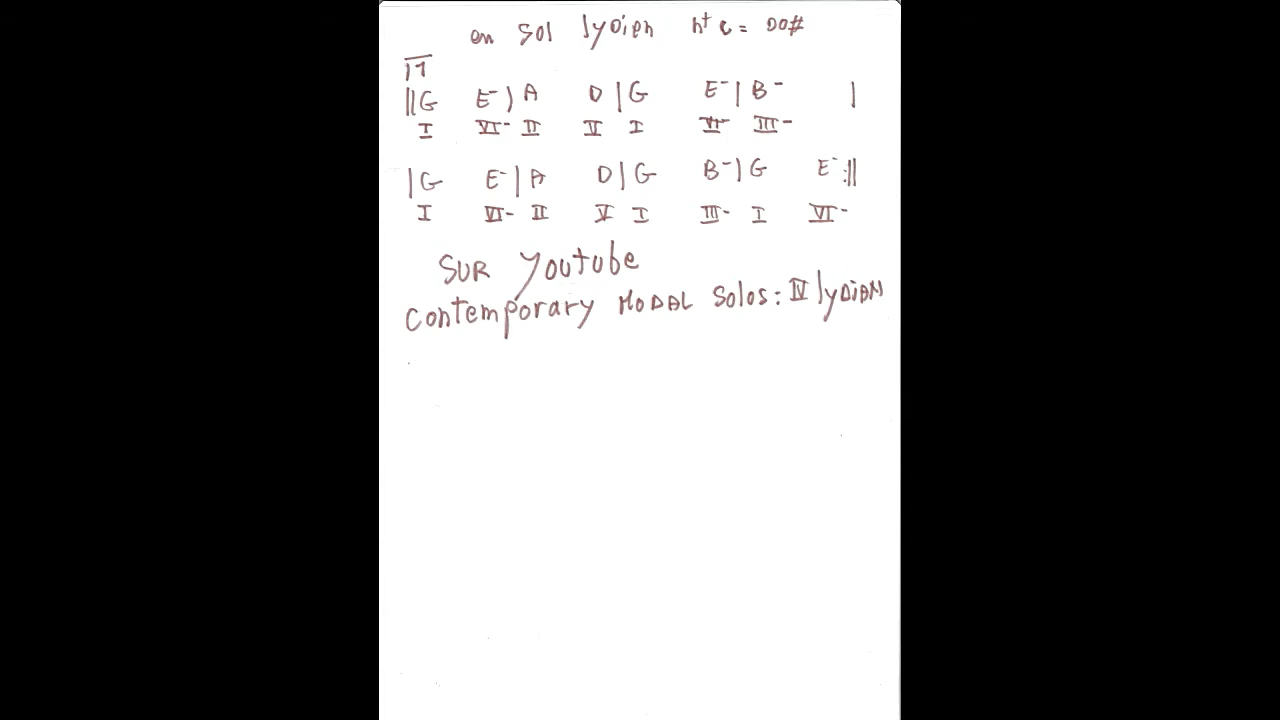 en sol lydien nt c = DO#
M
||G E- | A D | G E- | B- |
I VI- II V I VI- III-
|G E- | A D | G B- | G E- :||
I VI- II V I III- I VI-
SUR Youtube
contemporary MODAL solos : IV lyDiAN